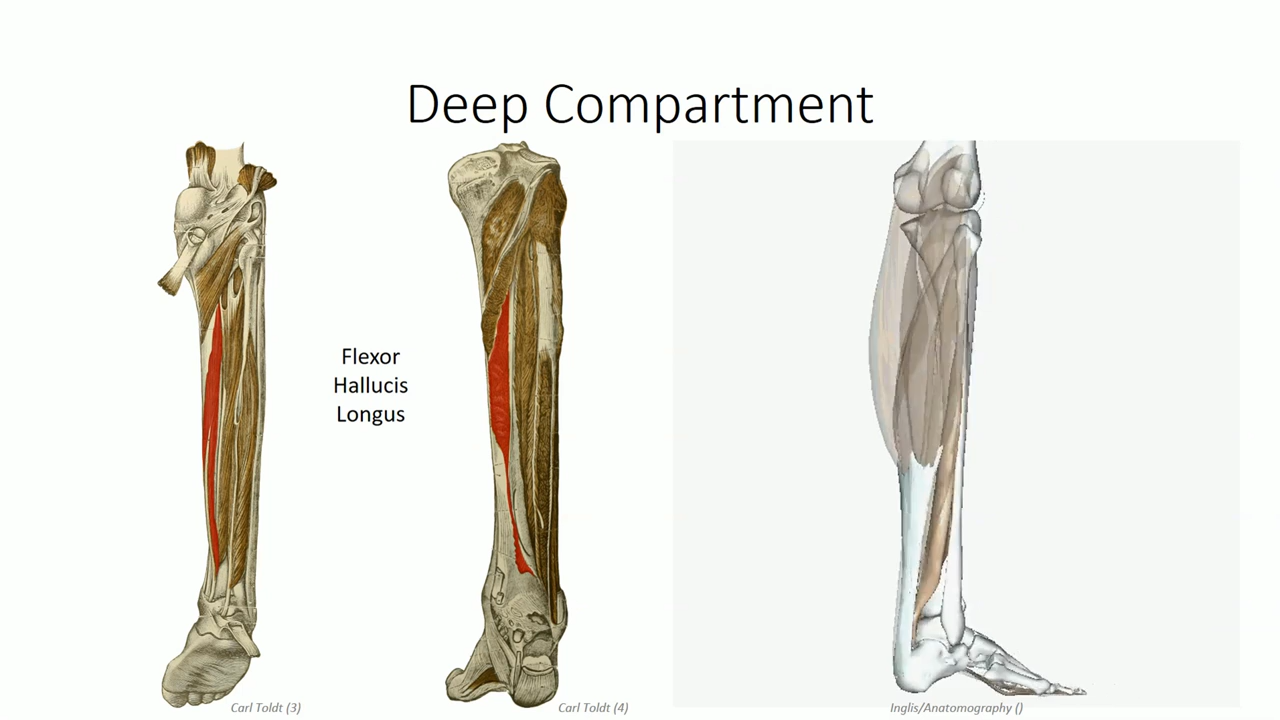 Deep Compartment
Flexor
Hallucis
Longus
Carl Toldt (3)
Carl Toldt (4)
Inglis/Anatomography ()